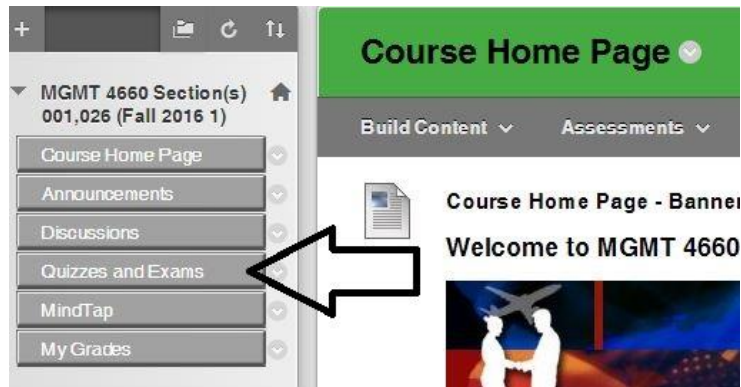 MGMT 4660 Section(s)
001,026 (Fall 2016 1)
Course Home Page
Announcements
Discussions
Quizzes and Exams
MindTap
My Grades
Course Home Page
Build Content
Assessments
Course Home Page - Banner
Welcome to MGMT 4660